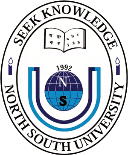 SEEK KNOWLEDGE
1992
N
S
NORTH SOUTH UNIVERSITY